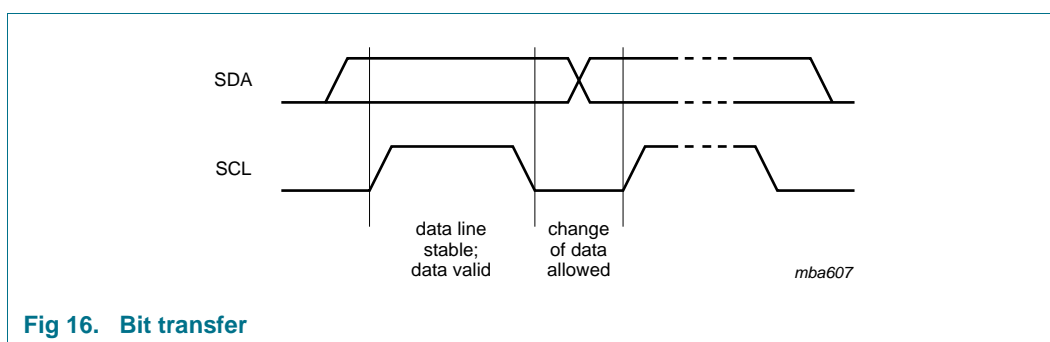 SDA
SCL
data line
stable;
data valid
change
of data
allowed
mba607
Fig 16. Bit transfer